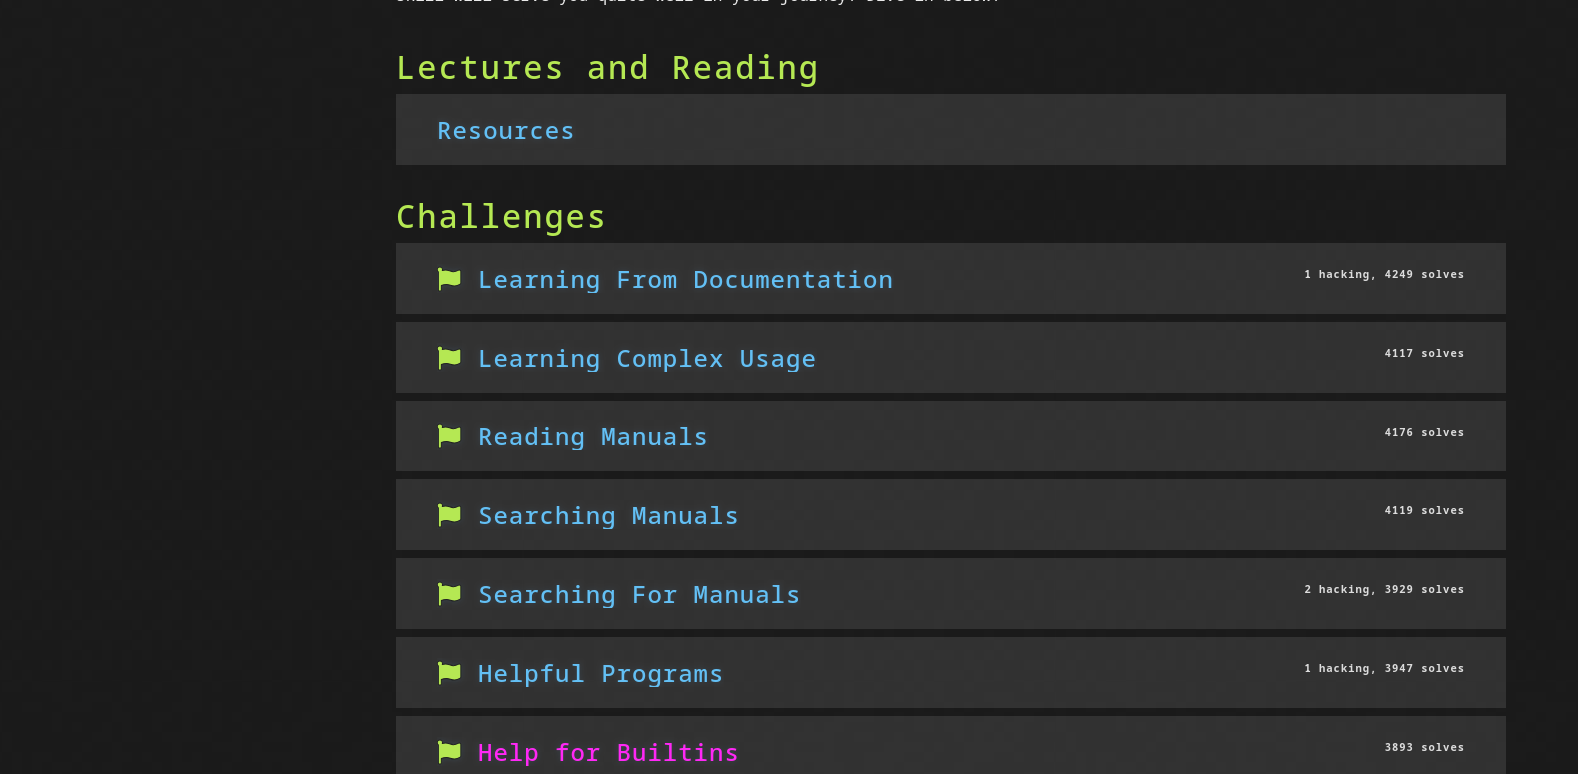 Lectures and Reading
Resources
Challenges
Learning From Documentation
1 hacking, 4249 solves
Learning Complex Usage
4117 solves
Reading Manuals
4176 solves
Searching Manuals
4119 solves
Searching For Manuals
2 hacking, 3929 solves
Helpful Programs
1 hacking, 3947 solves
Help for Builtins
3893 solves